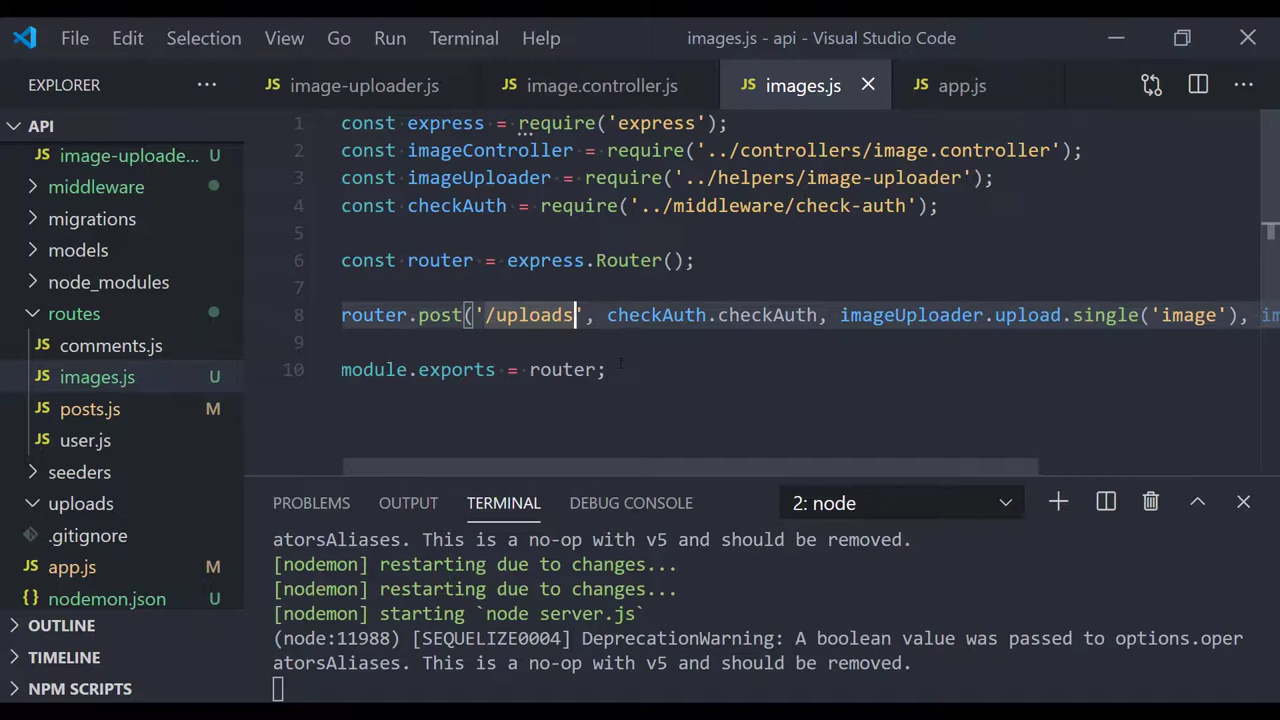 File Edit Selection View Go Run Terminal Help images.js - api - Visual Studio Code
EXPLORER ··· JS image-uploader.js JS image.controller.js JS images.js JS app.js ···
API
JS image-uploade... U
middleware
migrations
models
node_modules
routes
JS comments.js
JS images.js U
JS posts.js M
JS user.js
seeders
uploads
.gitignore
JS app.js M
{} nodemon.json U
OUTLINE
TIMELINE
NPM SCRIPTS
1 const express = require('express');
2 const imageController = require('../controllers/image.controller');
3 const imageUploader = require('../helpers/image-uploader');
4 const checkAuth = require('../middleware/check-auth');
5
6 const router = express.Router();
7
8 router.post('/uploads', checkAuth.checkAuth, imageUploader.upload.single('image'), im
9
10 module.exports = router;
PROBLEMS OUTPUT TERMINAL DEBUG CONSOLE 2: node
atorsAliases. This is a no-op with v5 and should be removed.
[nodemon] restarting due to changes...
[nodemon] restarting due to changes...
[nodemon] starting `node server.js`
(node:11988) [SEQUELIZE0004] DeprecationWarning: A boolean value was passed to options.oper
atorsAliases. This is a no-op with v5 and should be removed.